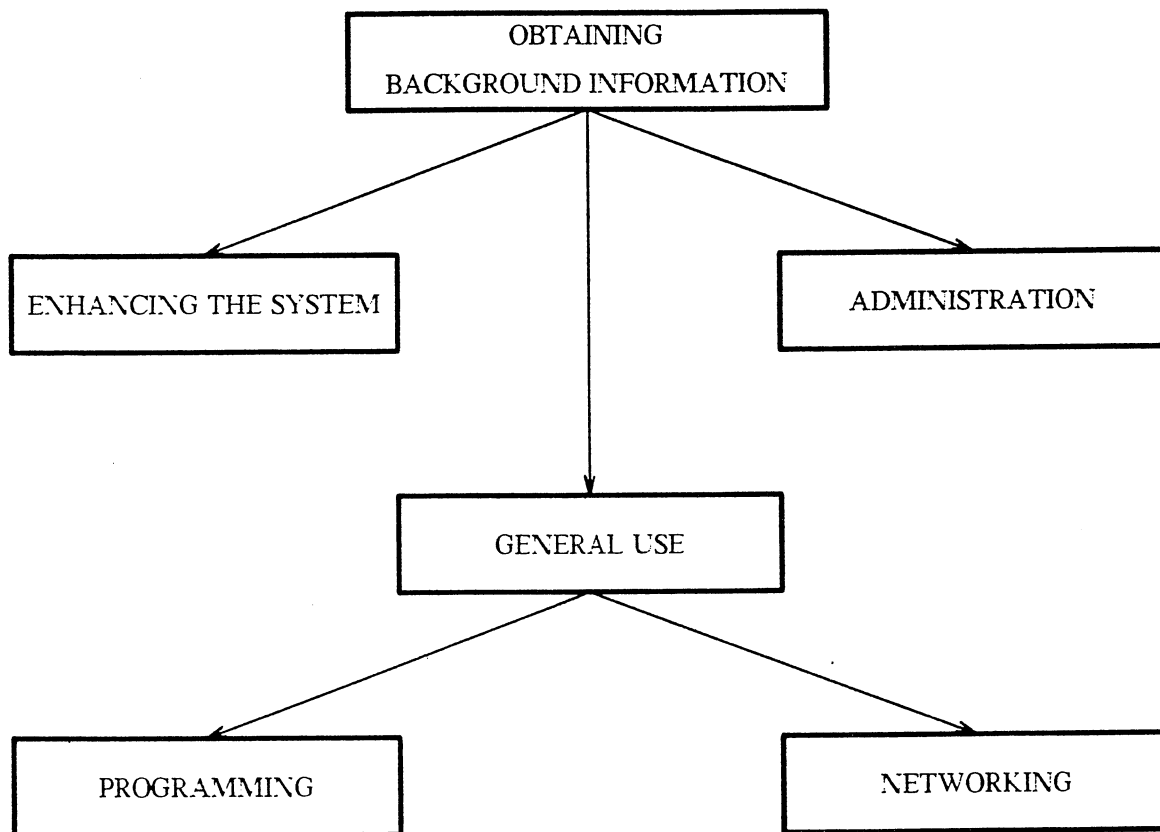 OBTAINING
BACKGROUND INFORMATION
ENHANCING THE SYSTEM
ADMINISTRATION
GENERAL USE
PROGRAMMING
NETWORKING